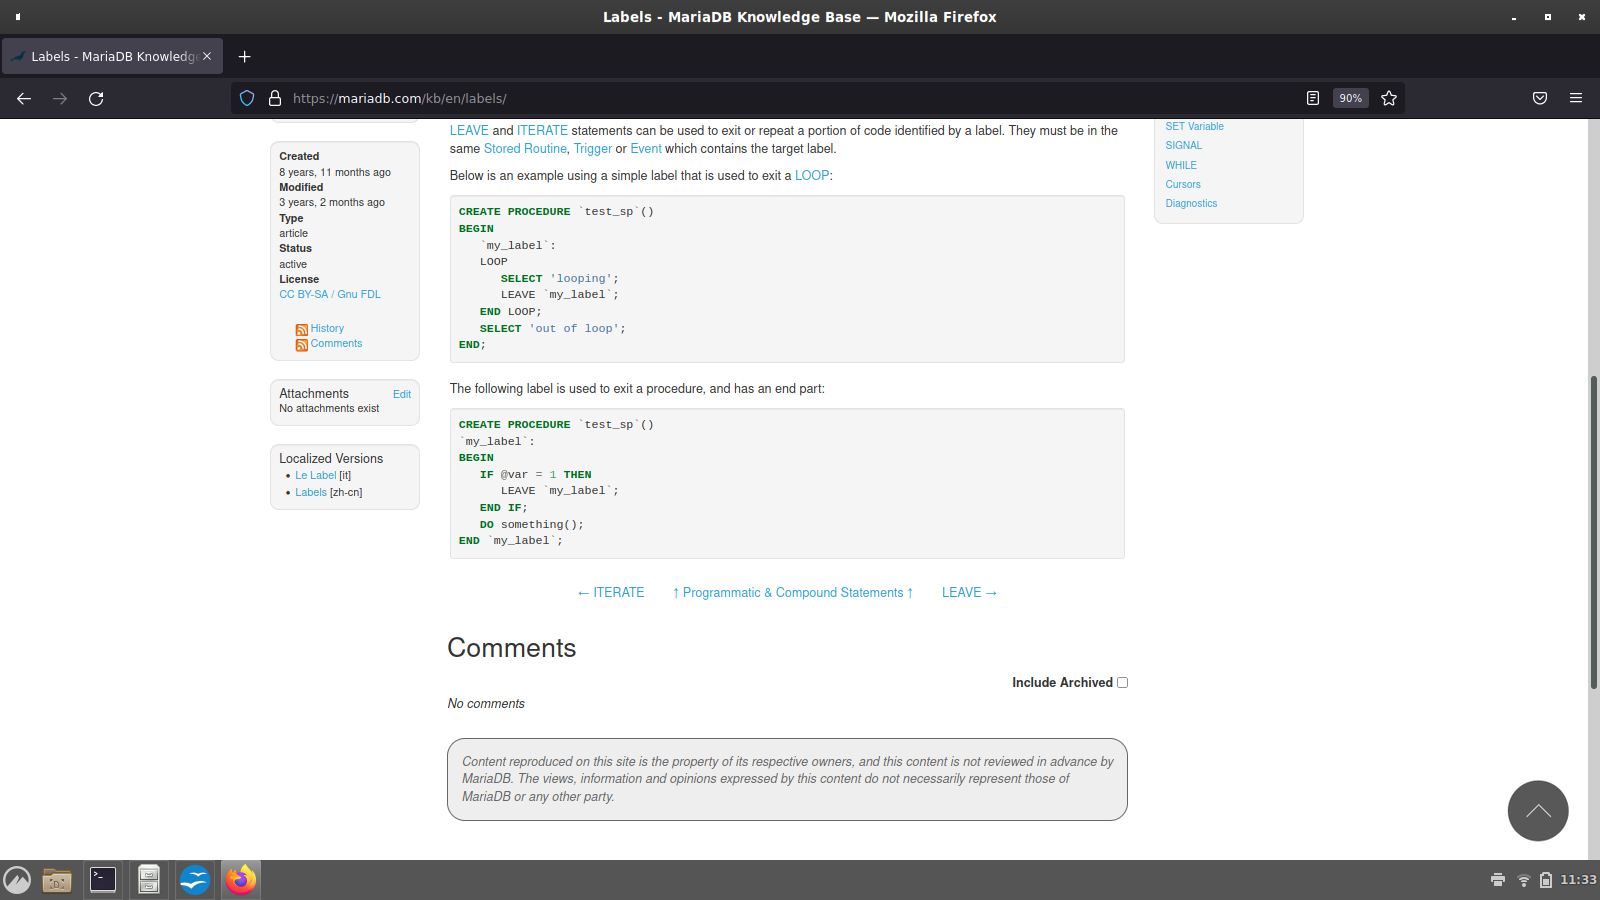 Labels - MariaDB Knowledge Base — Mozilla Firefox
Labels - MariaDB Knowledge
https://mariadb.com/kb/en/labels/
90%
LEAVE and ITERATE statements can be used to exit or repeat a portion of code identified by a label. They must be in the
same Stored Routine, Trigger or Event which contains the target label.
Below is an example using a simple label that is used to exit a LOOP:
CREATE PROCEDURE `test_sp`()
BEGIN
   `my_label`:
   LOOP
      SELECT 'looping';
      LEAVE `my_label`;
   END LOOP;
   SELECT 'out of loop';
END;
The following label is used to exit a procedure, and has an end part:
CREATE PROCEDURE `test_sp`()
`my_label`:
BEGIN
   IF @var = 1 THEN
      LEAVE `my_label`;
   END IF;
   DO something();
END `my_label`;
← ITERATE ↑ Programmatic & Compound Statements ↑ LEAVE →
Comments
Include Archived
No comments
Content reproduced on this site is the property of its respective owners, and this content is not reviewed in advance by
MariaDB. The views, information and opinions expressed by this content do not necessarily represent those of
MariaDB or any other party.
Created
8 years, 11 months ago
Modified
3 years, 2 months ago
Type
article
Status
active
License
CC BY-SA / Gnu FDL
History
Comments
Attachments Edit
No attachments exist
Localized Versions
• Le Label [it]
• Labels [zh-cn]
SET Variable
SIGNAL
WHILE
Cursors
Diagnostics
11:33